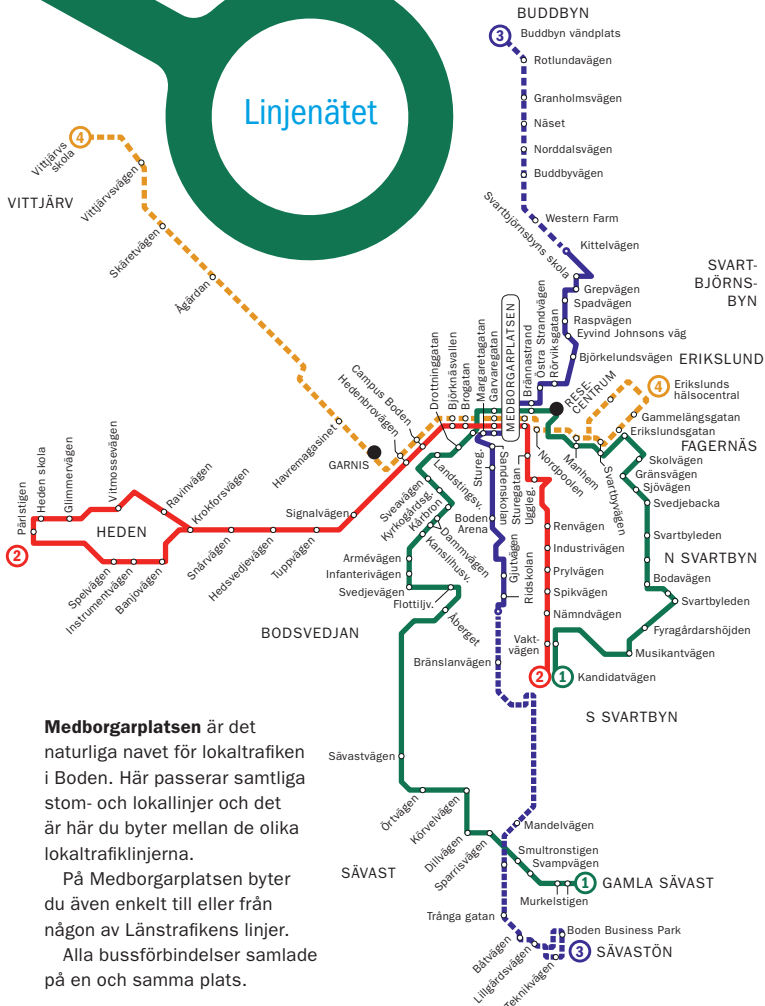 Linjenätet
BUDDBYN
3
Buddbyn vändplats
Rotlundavägen
Granholmsvägen
Näset
Norddalsvägen
Buddbyvägen
Western Farm
Svartbjörnsbyns skola
Kittelvägen
SVART-
BJÖRNS-
BYN
Grepvägen
Spadvägen
Raspvägen
Eyvind Johnsons väg
Björkelundsvägen
ERIKSLUND
4
Vittjärvs
skola
VITTJÄRV
Vittjärvsvägen
Skäretvägen
Ågårdan
Havremagasinet
GARNIS
Campus Boden
Hedenbrovägen
Drottninggatan
Björknäsvallen
Brogatan
Margaretagatan
Garvaregatan
MEDBORGARPLATSEN
Brännastrand
Östra Strandvägen
Rörviksgatan
RESE-
CENTRUM
4
Erikslunds
hälsocentral
Gammelängsgatan
Erikslundsgatan
FAGERNÄS
Skolvägen
Gränsvägen
Sjövägen
Svedjebacka
Svartbyleden
N SVARTBYN
Bodavägen
Svartbyleden
Fyragårdarshöjden
Musikantvägen
Nordpoolen
Manhem
Svartbyvägen
Pärlstigen
Heden skola
Glimmervägen
Vitmossevägen
Ravinvägen
Krokforsvägen
HEDEN
2
Spelvägen
Instrumentvägen
Banjovägen
Snårvägen
Hedsvedjevägen
Tuppvägen
Signalvägen
Landstingsv.
Sveavägen
Kyrkogårdsg.
Kårbron
Dammvägen
Kanslihusv.
Armévägen
Infanterivägen
Svedjevägen
Flottiljv.
Åberget
BODSVEDJAN
Stureg.
Sandenskolan
Boden
Arena
Gjutvägen
Ridskolan
Sturegatan
Uggleg.
Renvägen
Industrivägen
Prylvägen
Spikvägen
Nämndvägen
Vakt-
vägen
Bränslanvägen
2
1
Kandidatvägen
S SVARTBYN
Medborgarplatsen är det
naturliga navet för lokaltrafiken
i Boden. Här passerar samtliga
stom- och lokallinjer och det
är här du byter mellan de olika
lokaltrafiklinjerna.
På Medborgarplatsen byter
du även enkelt till eller från
någon av Länstrafikens linjer.
Alla bussförbindelser samlade
på en och samma plats.
Sävastvägen
Örtvägen
Körvelvägen
Dillvägen
Sparrisvägen
SÄVAST
Mandelvägen
Smultronstigen
Svampvägen
1
GAMLA SÄVAST
Murkelstigen
Trånga gatan
Båtvägen
Lillgärdsvägen
Teknikvägen
Boden Business Park
3
SÄVASTÖN